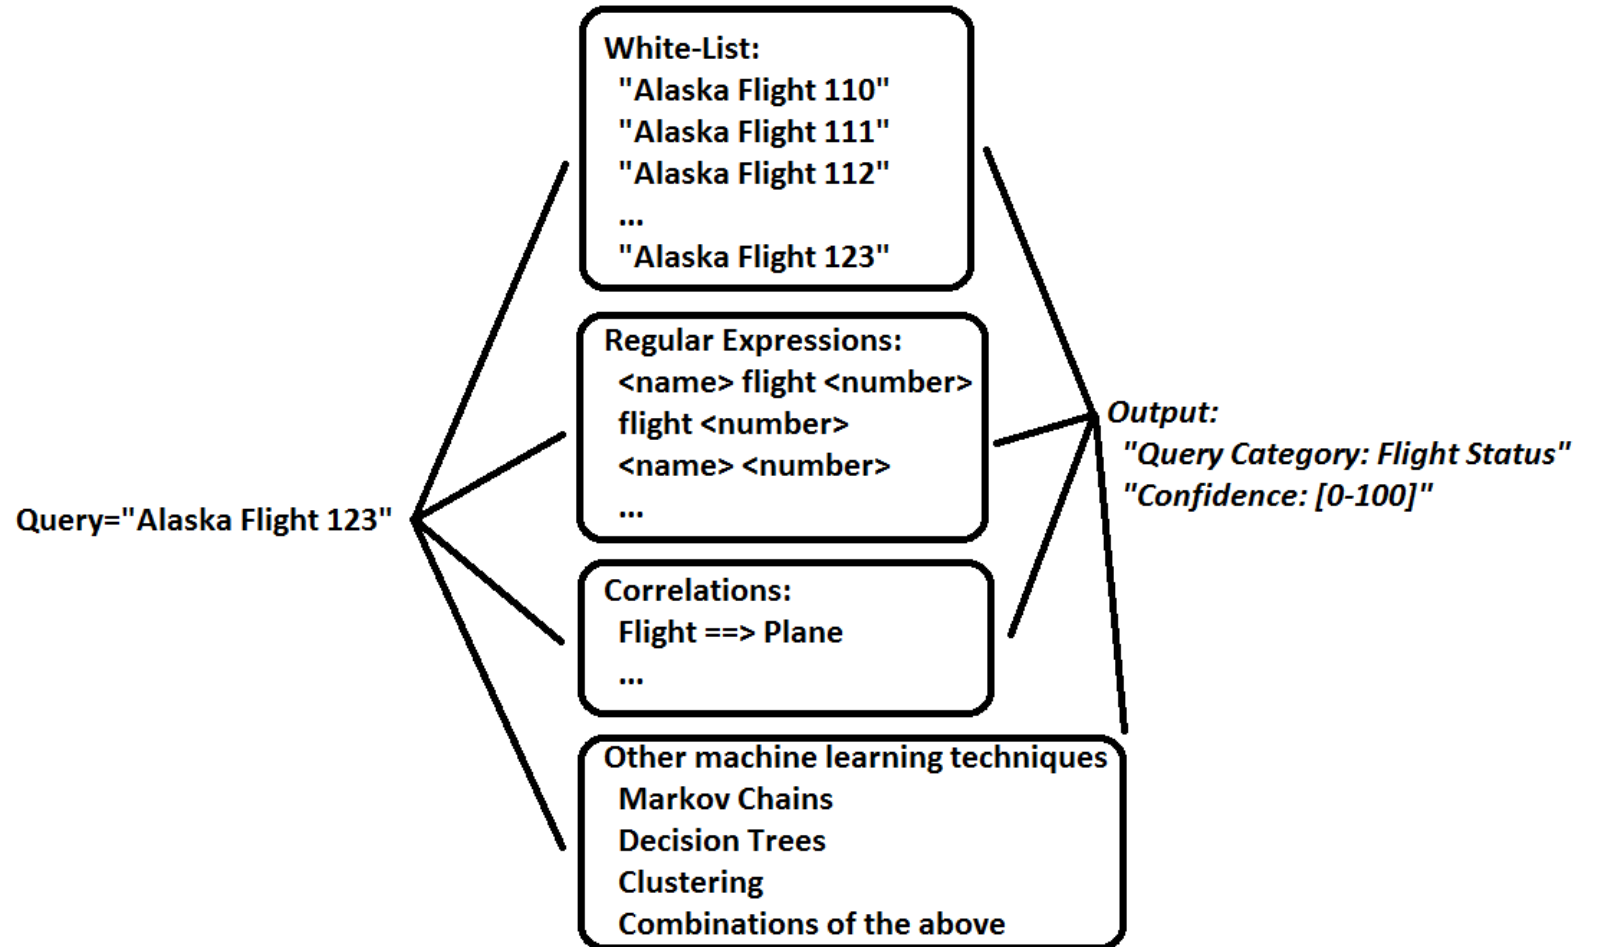 Query="Alaska Flight 123"
White-List:
"Alaska Flight 110"
"Alaska Flight 111"
"Alaska Flight 112"
...
"Alaska Flight 123"
Regular Expressions:
<name> flight <number>
flight <number>
<name> <number>
...
Correlations:
Flight ==> Plane
...
Other machine learning techniques
Markov Chains
Decision Trees
Clustering
Combinations of the above
Output:
"Query Category: Flight Status"
"Confidence: [0-100]"